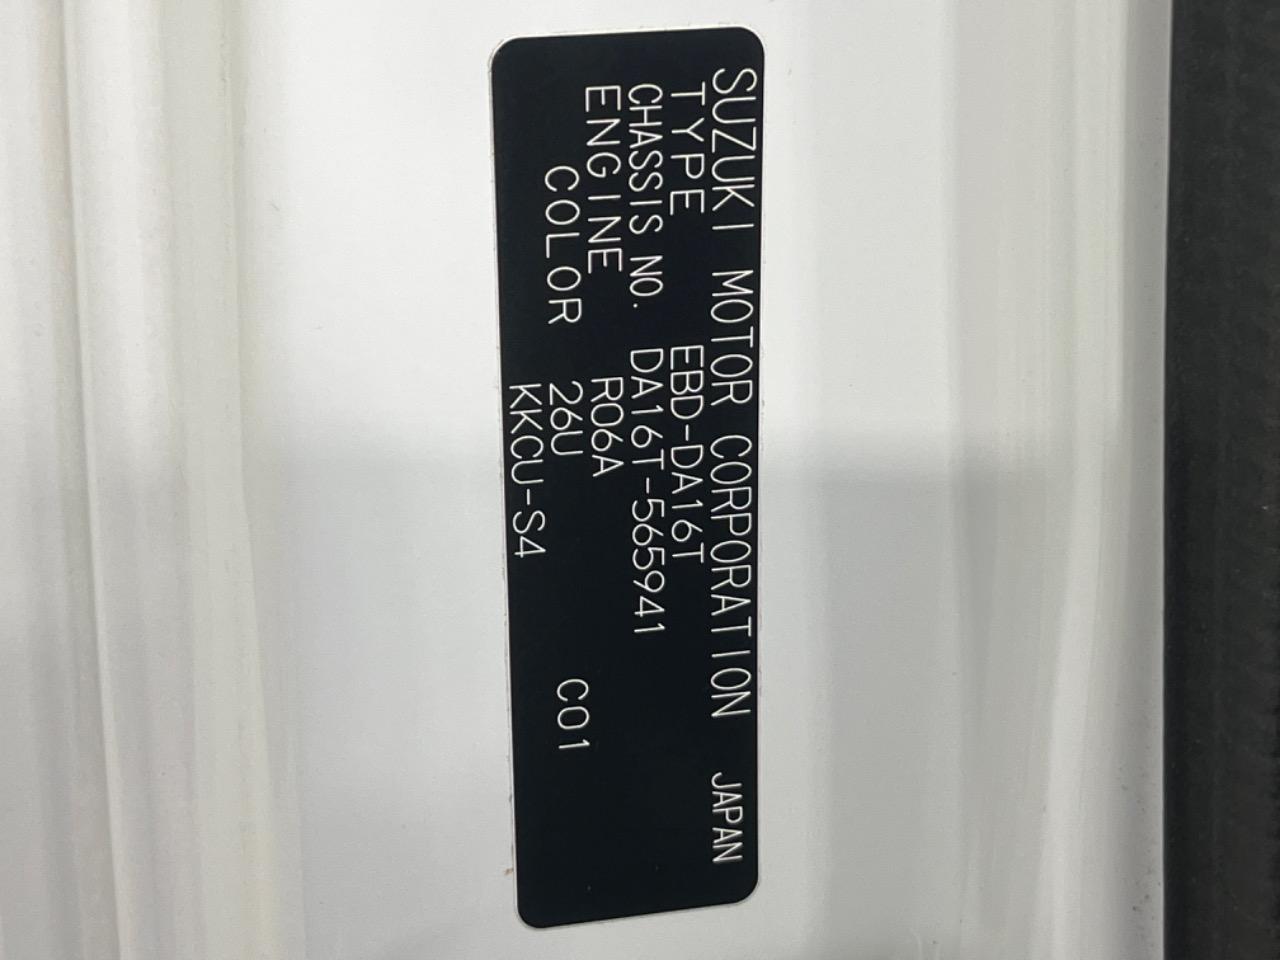 SUZUKI MOTOR CORPORATION JAPAN
TYPE EBD-DA16T
CHASSIS NO. DA16T-565941
ENGINE R06A
COLOR 26U C01
KKCU-S4